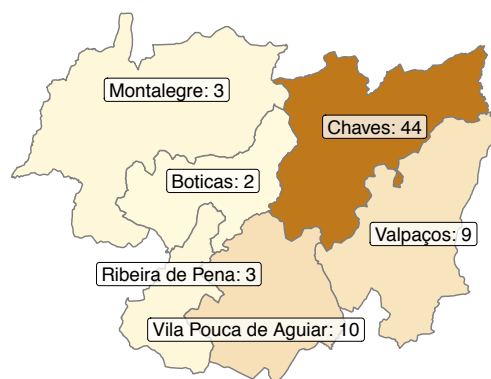 Montalegre: 3
Chaves: 44
Boticas: 2
Valpaços: 9
Ribeira de Pena: 3
Vila Pouca de Aguiar: 10